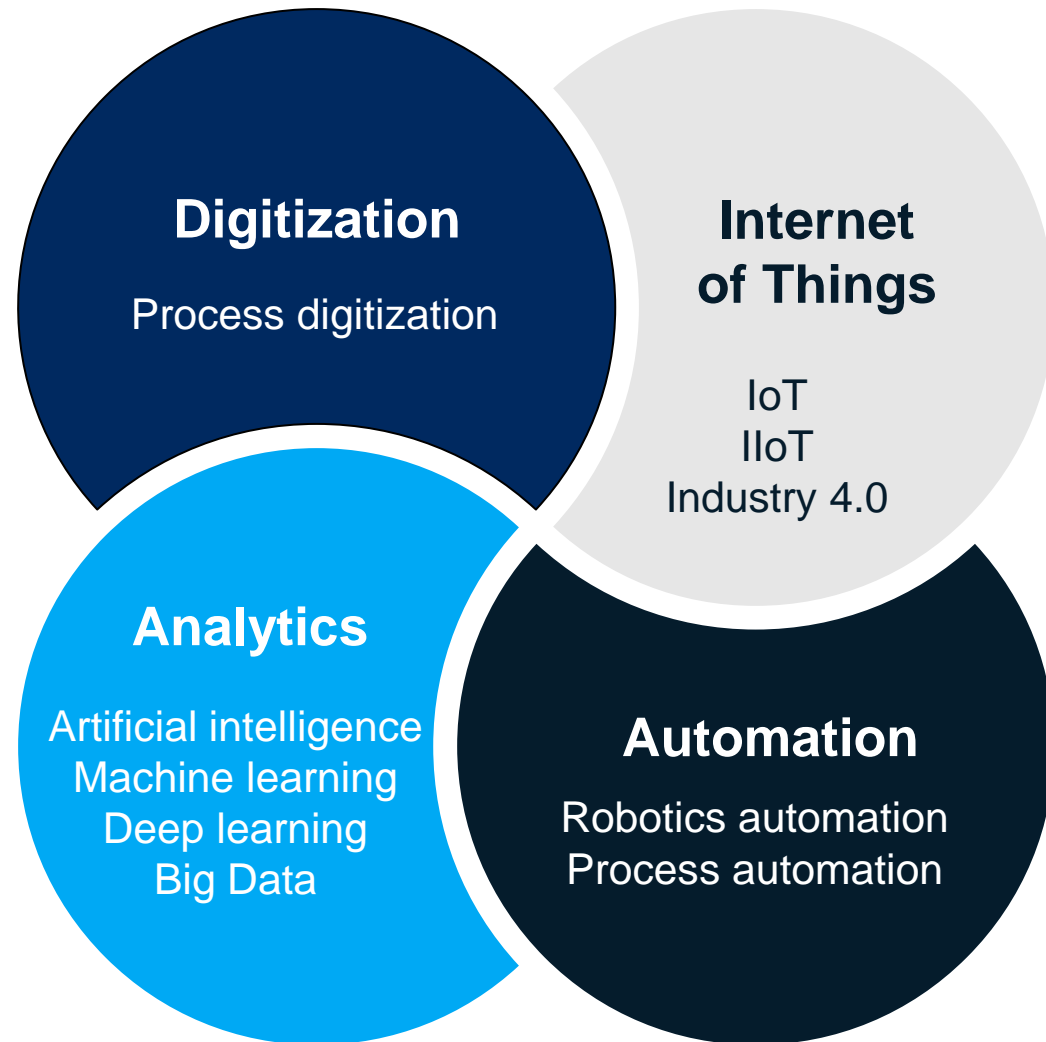 Digitization
Process digitization
Internet
of Things
IoT
IIoT
Industry 4.0
Analytics
Artificial intelligence
Machine learning
Deep learning
Big Data
Automation
Robotics automation
Process automation